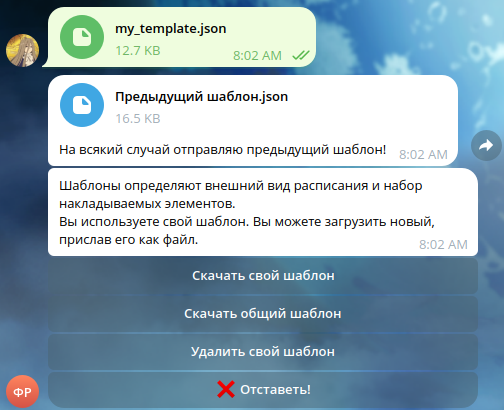 my_template.json
12.7 KB
8:02 AM
Предыдущий шаблон.json
16.5 KB
На всякий случай отправляю предыдущий шаблон!
8:02 AM
Шаблоны определяют внешний вид расписания и набор
накладываемых элементов.
Вы используете свой шаблон. Вы можете загрузить новый,
прислав его как файл.
8:02 AM
Скачать свой шаблон
Скачать общий шаблон
Удалить свой шаблон
❌ Отставеть!
ФР